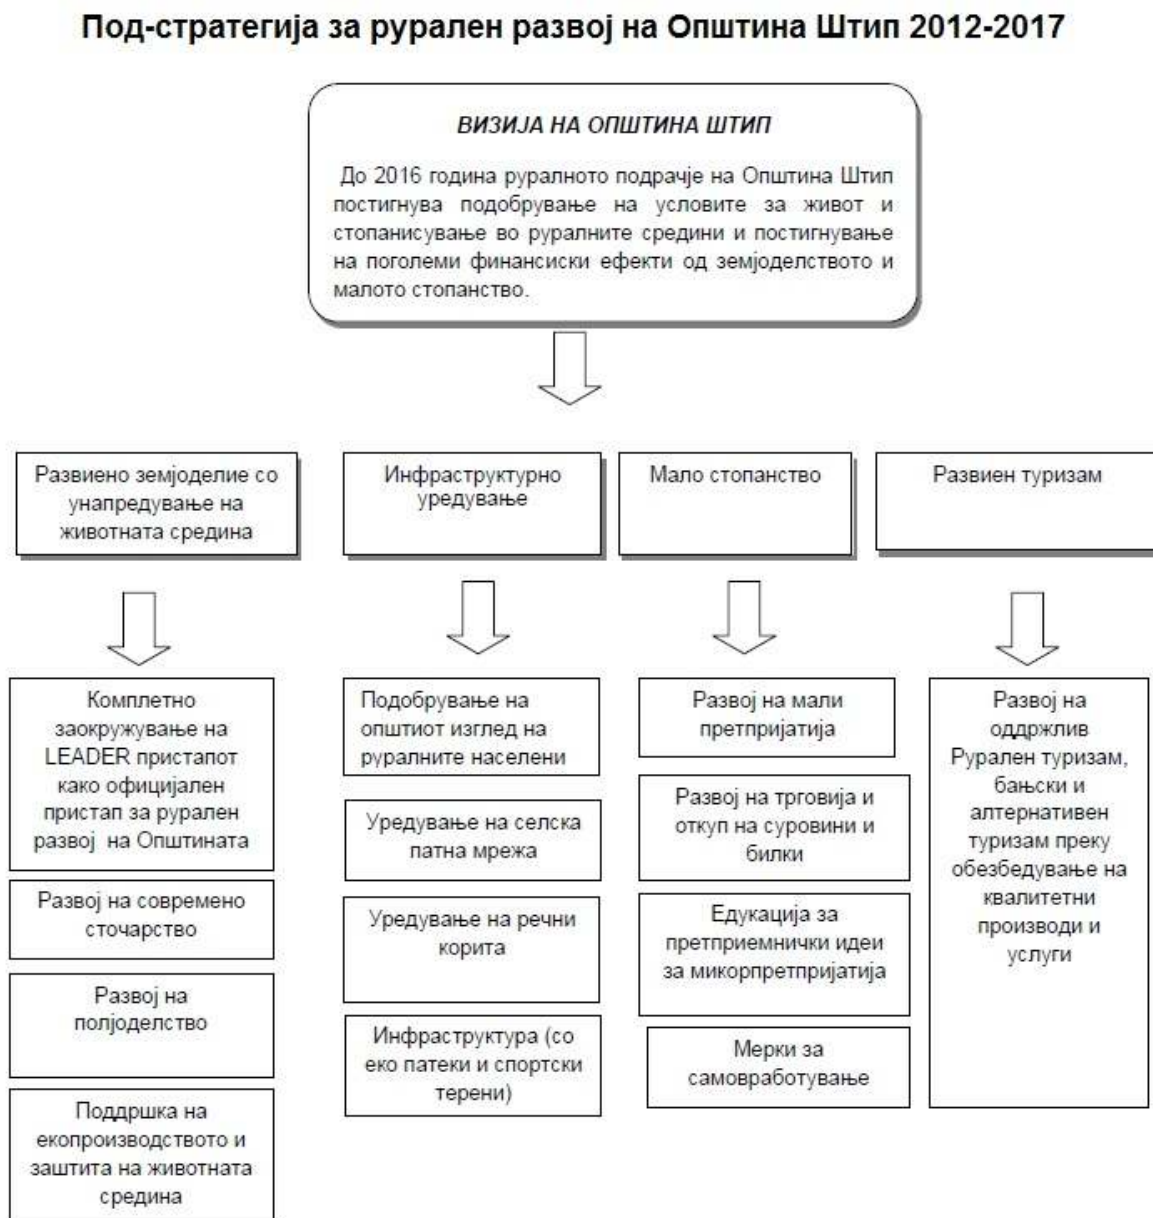 Под-стратегија за рурален развој на Општина Штип 2012-2017
ВИЗИЈА НА ОПШТИНА ШТИП
До 2016 година руралното подрачје на Општина Штип
постигнува подобрување на условите за живот и
стопанисување во руралните средини и постигнување
на поголеми финансиски ефекти од земјоделството и
малото стопанство.
Развиено земјоделие со
унапредување на
животната средина
Инфраструктурно
уредување
Мало стопанство
Развиен туризам
Комплетно
заокружување на
LEADER пристапот
како официјален
пристап за рурален
развој на Општината
Развој на современо
сточарство
Развој на
полјоделство
Поддршка на
екопроизводството и
заштита на животната
средина
Подобрување на
општиот изглед на
руралните населени
Уредување на селска
патна мрежа
Уредување на речни
корита
Инфраструктура (со
еко патеки и спортски
терени)
Развој на мали
претпријатија
Развој на трговија и
откуп на суровини и
билки
Едукација за
претприемнички идеи
за микорпретпријатија
Мерки за
самовработување
Развој на
оддржлив
Рурален туризам,
бањски и
алтернативен
туризам преку
обезбедување на
квалитетни
производи и
услуги